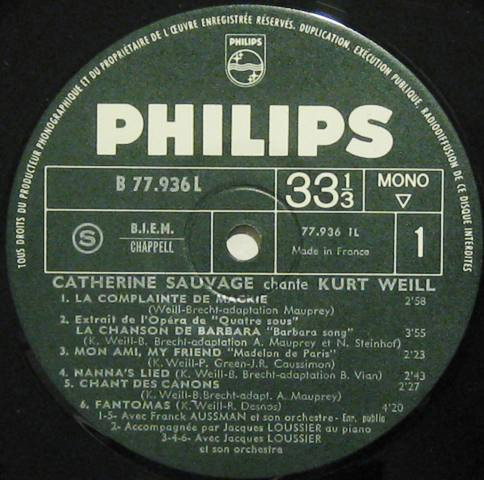 TOUS DROITS DU PRODUCTEUR PHONOGRAPHIQUE ET DU PROPRIÉTAIRE DE L'ŒUVRE ENREGISTRÉE RÉSERVÉS. DUPLICATION, EXÉCUTION PUBLIQUE, RADIODIFFUSION DE CE DISQUE INTERDITES
PHILIPS
PHILIPS
B 77.936 L
33 1/3
MONO
S
B.I.E.M.
CHAPPELL
77.936 1L
Made in France
1
CATHERINE SAUVAGE chante KURT WEILL
1. LA COMPLAINTE DE MACKIE 2'58
(Weill-Brecht-adaptation Mauprey)
2. Extrait de l'Opéra de "Quatre sous"
LA CHANSON DE BARBARA "Barbara song" 3'55
(K. Weill-B. Brecht-adaptation A. Mauprey et N. Steinhof)
3. MON AMI, MY FRIEND "Madelon de Paris" 2'23
(K. Weill-P. Green-J.R. Caussimon)
4. NANNA'S LIED (K. Weill-B. Brecht-adaptation B. Vian) 2'43
5. CHANT DES CANONS 2'27
(K. Weill-B.Brecht-adapt. A. Mauprey)
6. FANTOMAS (K. Weill-R. Desnos) 4'20
1-5- Avec Franck AUSSMAN et son orchestre- Enr. public
2- Accompagnée par Jacques LOUSSIER au piano
3-4-6- Avec Jacques LOUSSIER
et son orchestre